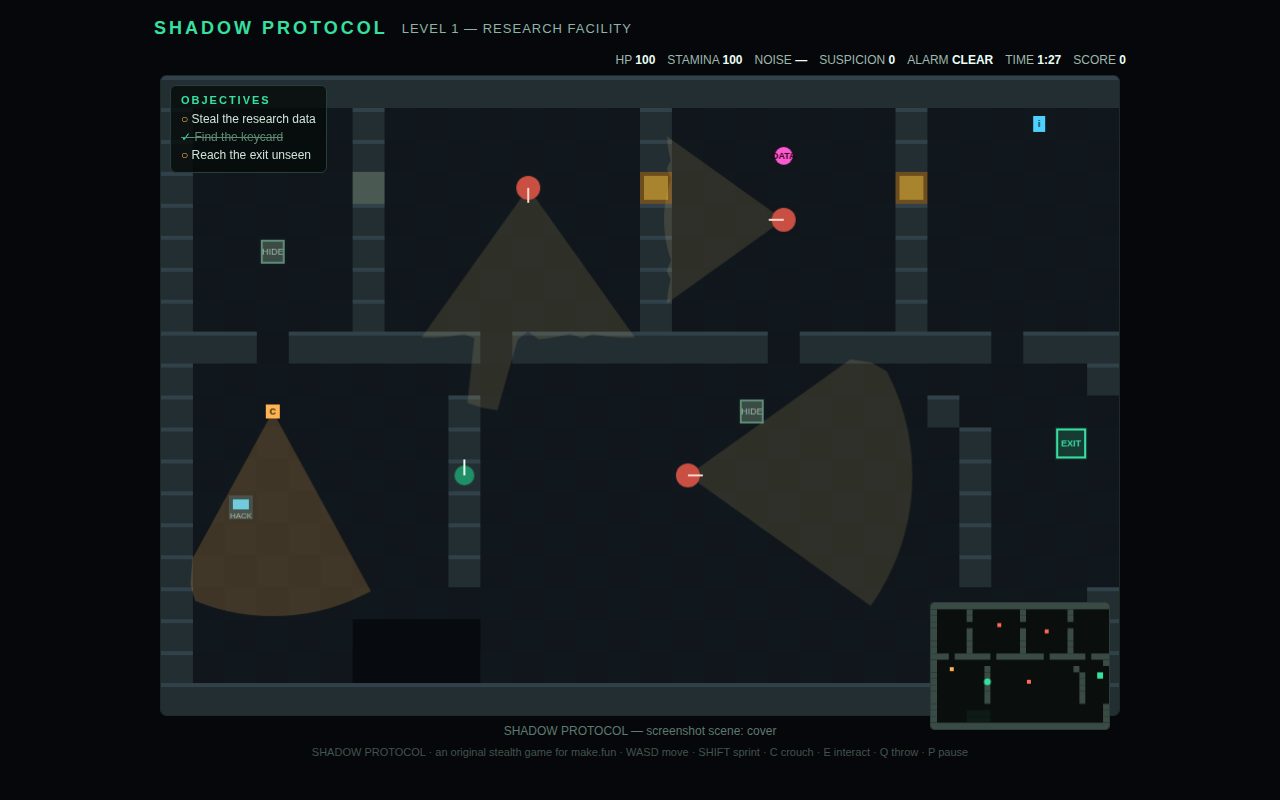 SHADOW PROTOCOL LEVEL 1 — RESEARCH FACILITY
HP 100 STAMINA 100 NOISE — SUSPICION 0 ALARM CLEAR TIME 1:27 SCORE 0
OBJECTIVES
○ Steal the research data
✓ Find the keycard
○ Reach the exit unseen
i
DATA
HIDE
C
HIDE
EXIT
HACK
SHADOW PROTOCOL — screenshot scene: cover
SHADOW PROTOCOL · an original stealth game for make.fun · WASD move · SHIFT sprint · C crouch · E interact · Q throw · P pause